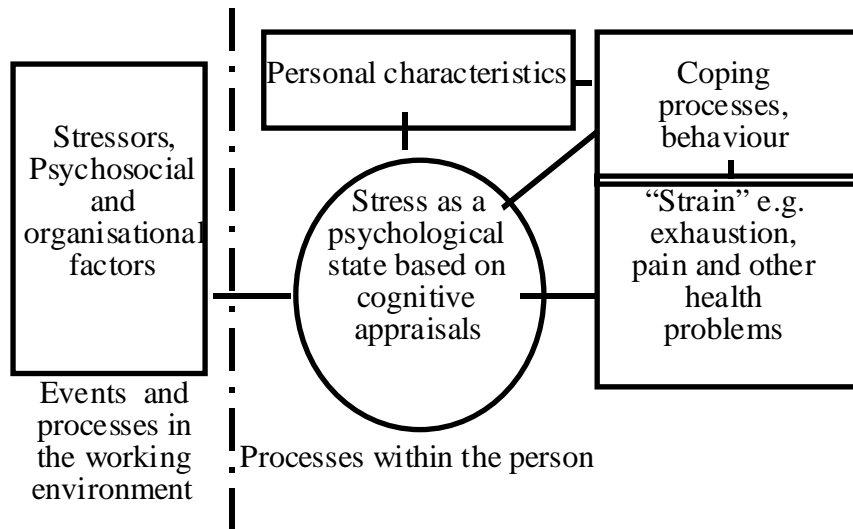 Stressors,
Psychosocial
and
organisational
factors
Events and
processes in
the working
environment
Personal characteristics
Stress as a
psychological
state based on
cognitive
appraisals
Processes within the person
Coping
processes,
behaviour
“Strain” e.g.
exhaustion,
pain and other
health
problems